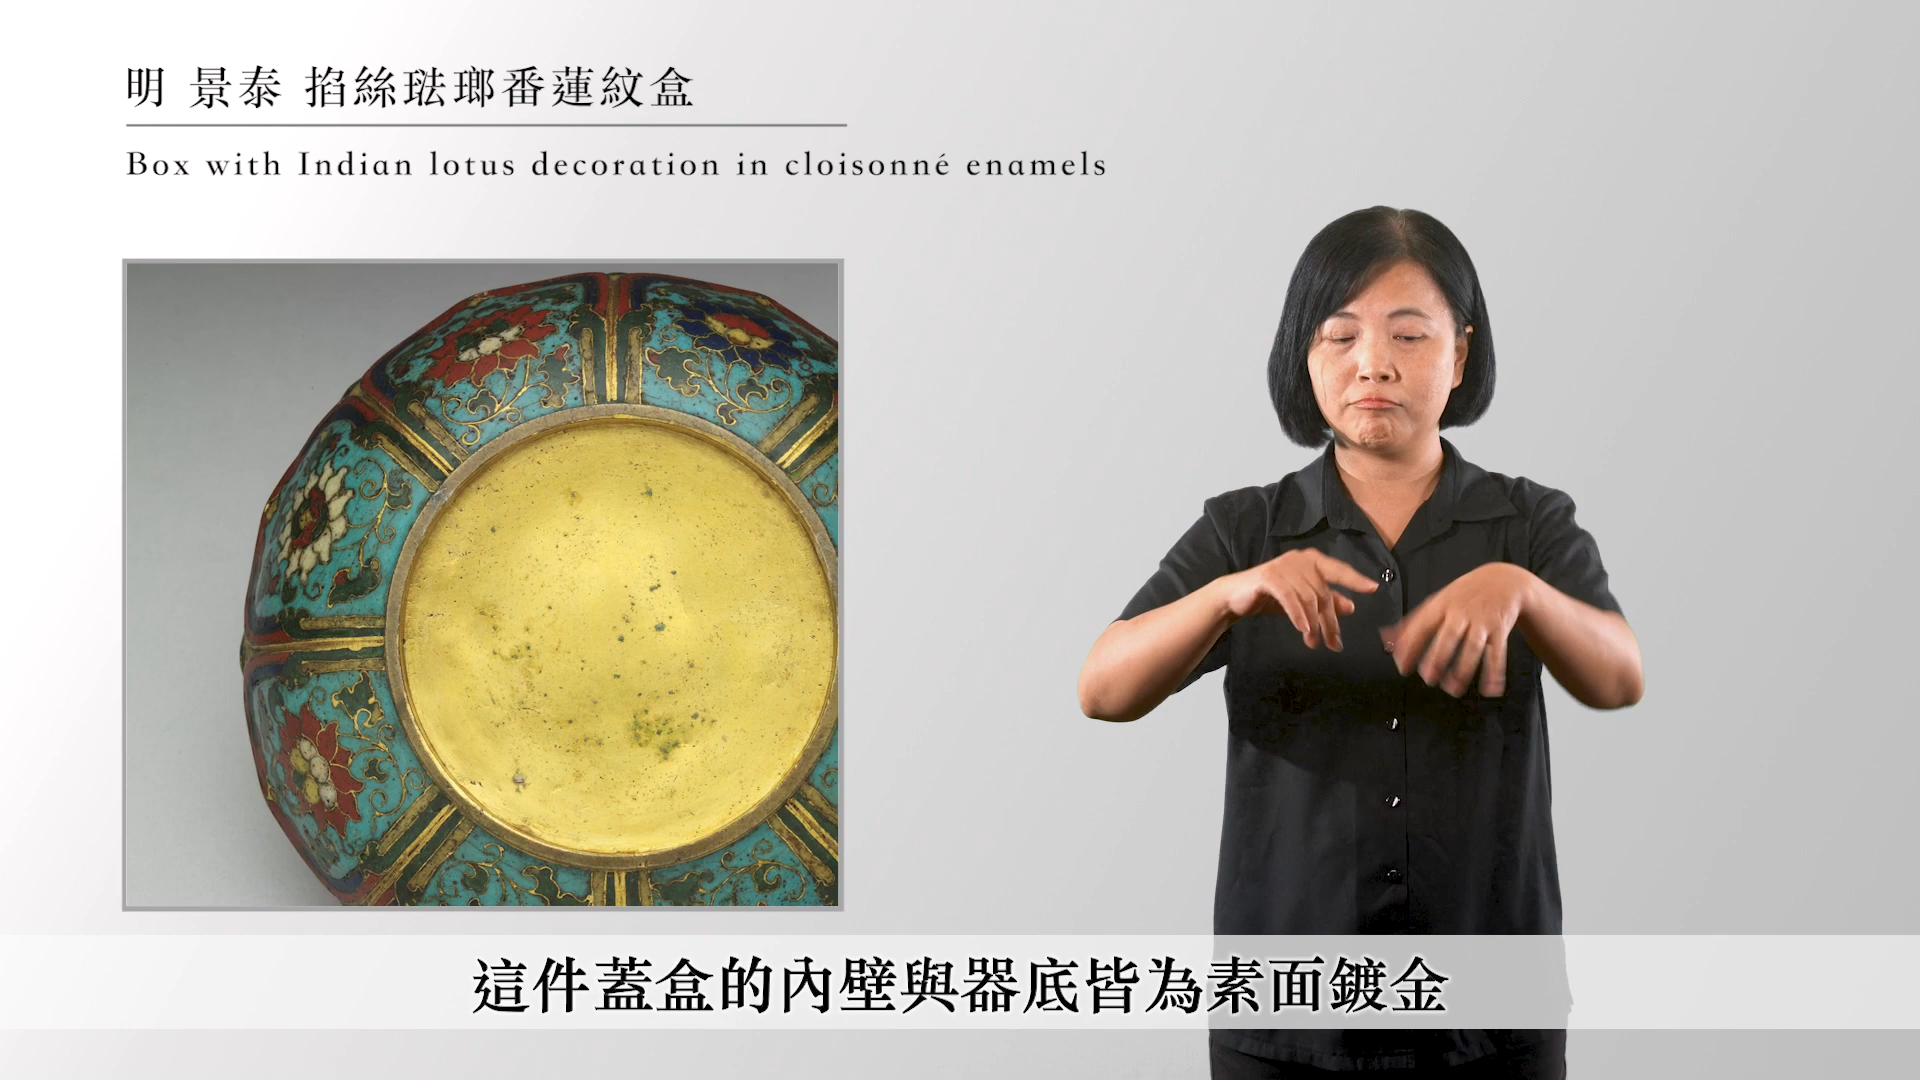 明 景泰 掐絲琺瑯番蓮紋盒
Box with Indian lotus decoration in cloisonné enamels
這件蓋盒的內壁與器底皆為素面鍍金